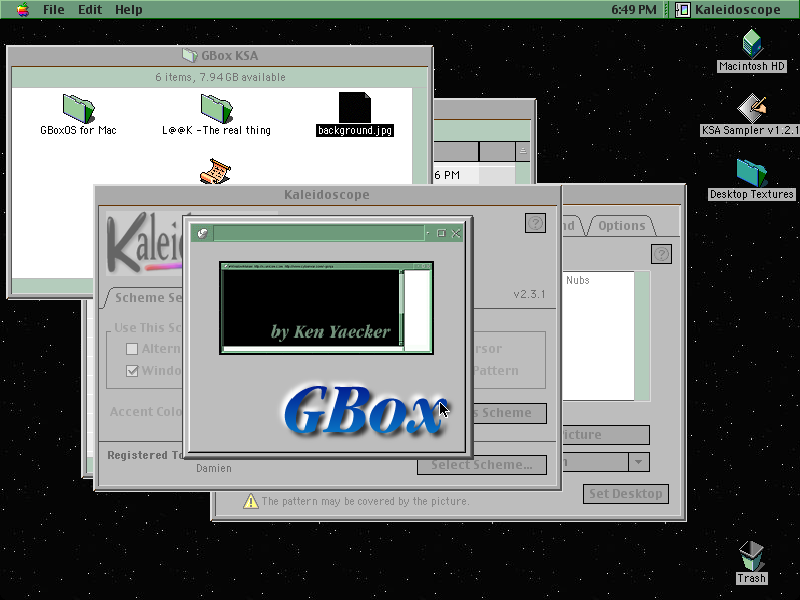 File Edit Help
6:49 PM
Kaleidoscope
GBox KSA
6 items, 7.94 GB available
GBoxOS for Mac
L@@K -The real thing
background.jpg
Macintosh HD
KSA Sampler v1.2.1
Desktop Textures
Trash
6 PM
Kaleidoscope
Kaleid
v2.3.1
Scheme Se
Use This Sc
Altern
Windo
rsor
Pattern
Accent Colo
s Scheme
Registered To
Damien
Select Scheme...
by Ken Yaecker
GBox
nd
Options
Nubs
Picture
Set Desktop
The pattern may be covered by the picture.